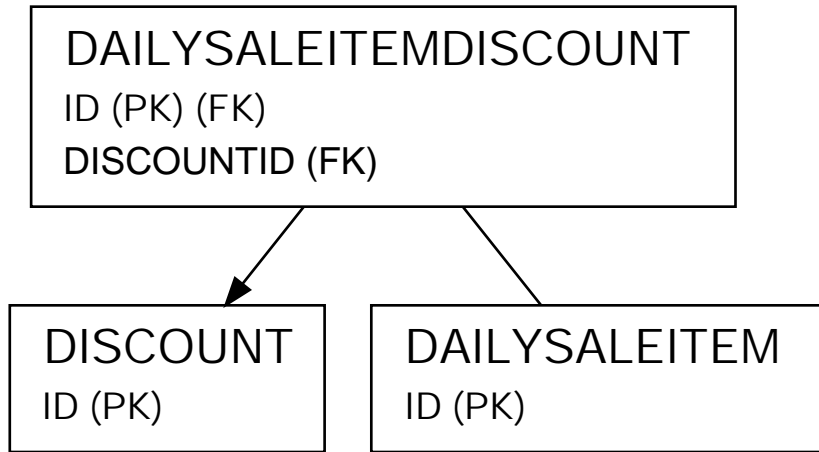 DAILYSALEITEMDISCOUNT
ID (PK) (FK)
DISCOUNTID (FK)
DISCOUNT
ID (PK)
DAILYSALEITEM
ID (PK)